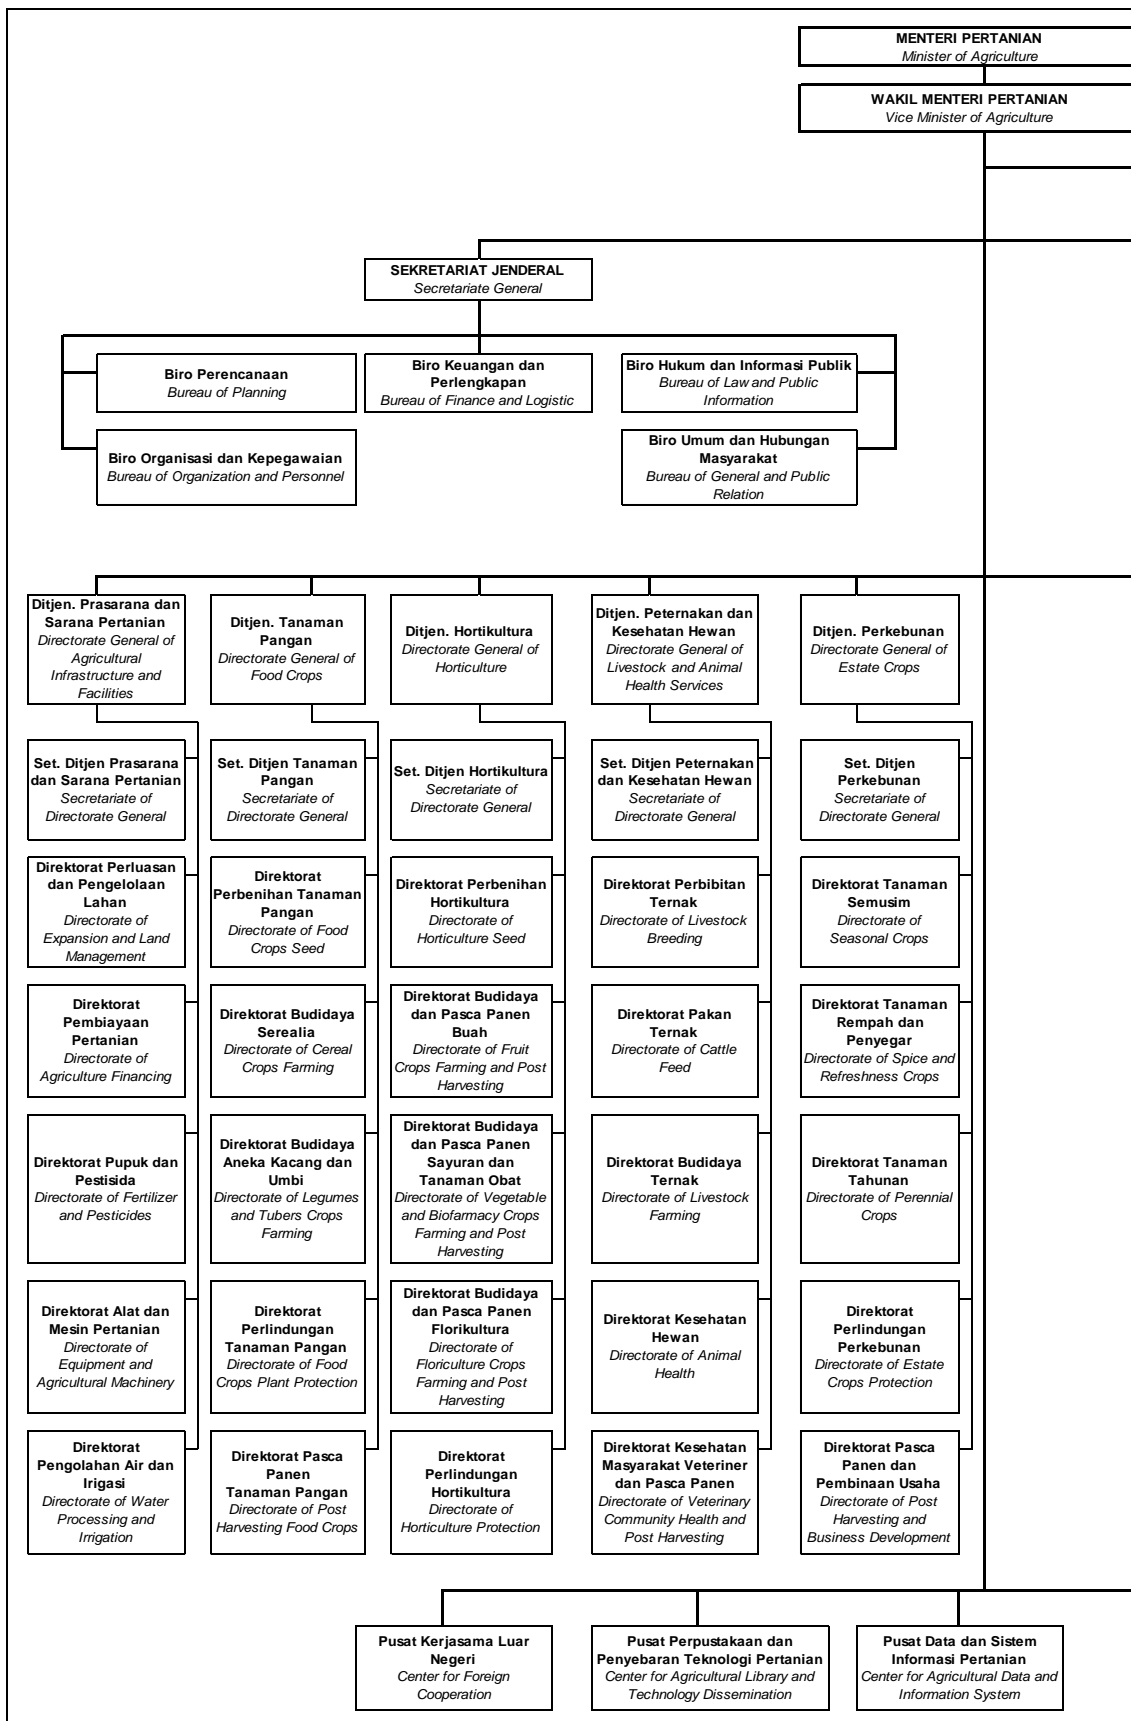 MENTERI PERTANIAN
Minister of Agriculture
WAKIL MENTERI PERTANIAN
Vice Minister of Agriculture
SEKRETARIAT JENDERAL
Secretariate General
Biro Perencanaan
Bureau of Planning
Biro Keuangan dan
Perlengkapan
Bureau of Finance and Logistic
Biro Hukum dan Informasi Publik
Bureau of Law and Public
Information
Biro Organisasi dan Kepegawaian
Bureau of Organization and Personnel
Biro Umum dan Hubungan
Masyarakat
Bureau of General and Public
Relation
Ditjen. Prasarana dan
Sarana Pertanian
Directorate General of
Agricultural
Infrastructure and
Facilities
Ditjen. Tanaman
Pangan
Directorate General of
Food Crops
Ditjen. Hortikultura
Directorate General of
Horticulture
Ditjen. Peternakan dan
Kesehatan Hewan
Directorate General of
Livestock and Animal
Health Services
Ditjen. Perkebunan
Directorate General of
Estate Crops
Set. Ditjen Prasarana
dan Sarana Pertanian
Secretariate of
Directorate General
Set. Ditjen Tanaman
Pangan
Secretariate of
Directorate General
Set. Ditjen Hortikultura
Secretariate of
Directorate General
Set. Ditjen Peternakan
dan Kesehatan Hewan
Secretariate of
Directorate General
Set. Ditjen
Perkebunan
Secretariate of
Directorate General
Direktorat Perluasan
dan Pengelolaan
Lahan
Directorate of
Expansion and Land
Management
Direktorat
Perbenihan Tanaman
Pangan
Directorate of Food
Crops Seed
Direktorat Perbenihan
Hortikultura
Directorate of
Horticulture Seed
Direktorat Perbibitan
Ternak
Directorate of Livestock
Breeding
Direktorat Tanaman
Semusim
Directorate of
Seasonal Crops
Direktorat
Pembiayaan
Pertanian
Directorate of
Agriculture Financing
Direktorat Budidaya
Serealia
Directorate of Cereal
Crops Farming
Direktorat Budidaya
dan Pasca Panen
Buah
Directorate of Fruit
Crops Farming and Post
Harvesting
Direktorat Pakan
Ternak
Directorate of Cattle
Feed
Direktorat Tanaman
Rempah dan
Penyegar
Directorate of Spice and
Refreshness Crops
Direktorat Pupuk dan
Pestisida
Directorate of Fertilizer
and Pesticides
Direktorat Budidaya
Aneka Kacang dan
Umbi
Directorate of Legumes
and Tubers Crops
Farming
Direktorat Budidaya
dan Pasca Panen
Sayuran dan
Tanaman Obat
Directorate of Vegetable
and Biofarmacy Crops
Farming and Post
Harvesting
Direktorat Budidaya
Ternak
Directorate of Livestock
Farming
Direktorat Tanaman
Tahunan
Directorate of Perennial
Crops
Direktorat Alat dan
Mesin Pertanian
Directorate of
Equipment and
Agricultural Machinery
Direktorat
Perlindungan
Tanaman Pangan
Directorate of Food
Crops Plant Protection
Direktorat Budidaya
dan Pasca Panen
Florikultura
Directorate of
Floriculture Crops
Farming and Post
Harvesting
Direktorat Kesehatan
Hewan
Directorate of Animal
Health
Direktorat
Perlindungan
Perkebunan
Directorate of Estate
Crops Protection
Direktorat
Pengolahan Air dan
Irigasi
Directorate of Water
Processing and
Irrigation
Direktorat Pasca
Panen
Tanaman Pangan
Directorate of Post
Harvesting Food Crops
Direktorat
Perlindungan
Hortikultura
Directorate of
Horticulture Protection
Direktorat Kesehatan
Masyarakat Veteriner
dan Pasca Panen
Directorate of Veterinary
Community Health and
Post Harvesting
Direktorat Pasca
Panen dan
Pembinaan Usaha
Directorate of Post
Harvesting and
Business Development
Pusat Kerjasama Luar
Negeri
Center for Foreign
Cooperation
Pusat Perpustakaan dan
Penyebaran Teknologi Pertanian
Center for Agricultural Library and
Technology Dissemination
Pusat Data dan Sistem
Informasi Pertanian
Center for Agricultural Data and
Information System